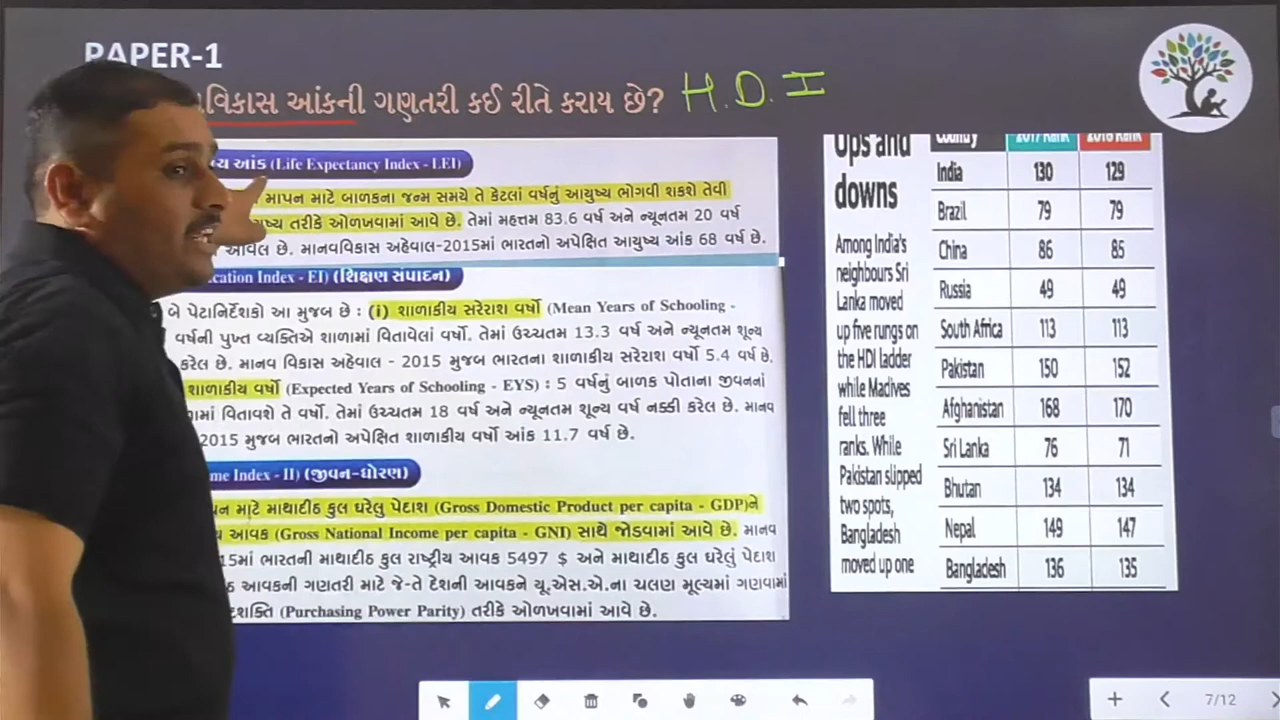 PAPER-1
વિકાસ આંકની ગણતરી કઈ રીતે કરાય છે? H.D.I
આંક (Life Expectancy Index - LEI)
માપન માટે બાળકના જન્મ સમયે તે કેટલાં વર્ષનું આયુષ્ય ભોગવી શકશે તેવી
તરીકે ઓળખવામાં આવે છે. તેમાં મહત્તમ 83.6 વર્ષ અને ન્યૂનતમ 20 વર્ષ
આવેલ છે. માનવવિકાસ અહેવાલ-2015માં ભારતનો અપેક્ષિત આયુષ્ય આંક 68 વર્ષ છે.
Index - EI) (શિક્ષણ સંપાદન)
બે પેટાનિર્દેશકો આ મુજબ છે : (i) શાળાકીય સરેરાશ વર્ષો (Mean Years of Schooling -
વર્ષની પુખ્ત વ્યક્તિએ શાળામાં વિતાવેલાં વર્ષો. તેમાં ઉચ્ચતમ 13.3 વર્ષ અને ન્યૂનતમ શૂન્ય
કરેલ છે. માનવ વિકાસ અહેવાલ - 2015 મુજબ ભારતના શાળાકીય સરેરાશ વર્ષો 5.4 વર્ષ છે.
શાળાકીય વર્ષો (Expected Years of Schooling - EYS) : 5 વર્ષનું બાળક પોતાના જીવનનાં
વિતાવશે તે વર્ષો. તેમાં ઉચ્ચતમ 18 વર્ષ અને ન્યૂનતમ શૂન્ય વર્ષ નક્કી કરેલ છે. માનવ
2015 મુજબ ભારતનો અપેક્ષિત શાળાકીય વર્ષો આંક 11.7 વર્ષ છે.
Index - II) (જીવન-ધોરણ)
માટે માથાદીઠ કુલ ઘરેલુ પેદાશ (Gross Domestic Product per capita - GDP)ને
આવક (Gross National Income per capita - GNI) સાથે જોડવામાં આવે છે. માનવ
ભારતની માથાદીઠ કુલ રાષ્ટ્રીય આવક 5497 $ અને માથાદીઠ કુલ ઘરેલું પેદાશ
આવકની ગણતરી માટે જે-તે દેશની આવકને યૂ.એસ.એ.ના ચલણ મૂલ્યમાં ગણવામાં
(Purchasing Power Parity) તરીકે ઓળખવામાં આવે છે.
Ups and
downs
Among India's
neighbours Sri
Lanka moved
up five rungs on
the HDI ladder
while Madives
fell three
ranks. While
Pakistan slipped
two spots,
Bangladesh
moved up one
Country 2017 Rank 2016 Rank
India 130 129
Brazil 79 79
China 86 85
Russia 49 49
South Africa 113 113
Pakistan 150 152
Afghanistan 168 170
Sri Lanka 76 71
Bhutan 134 134
Nepal 149 147
Bangladesh 136 135
7/12